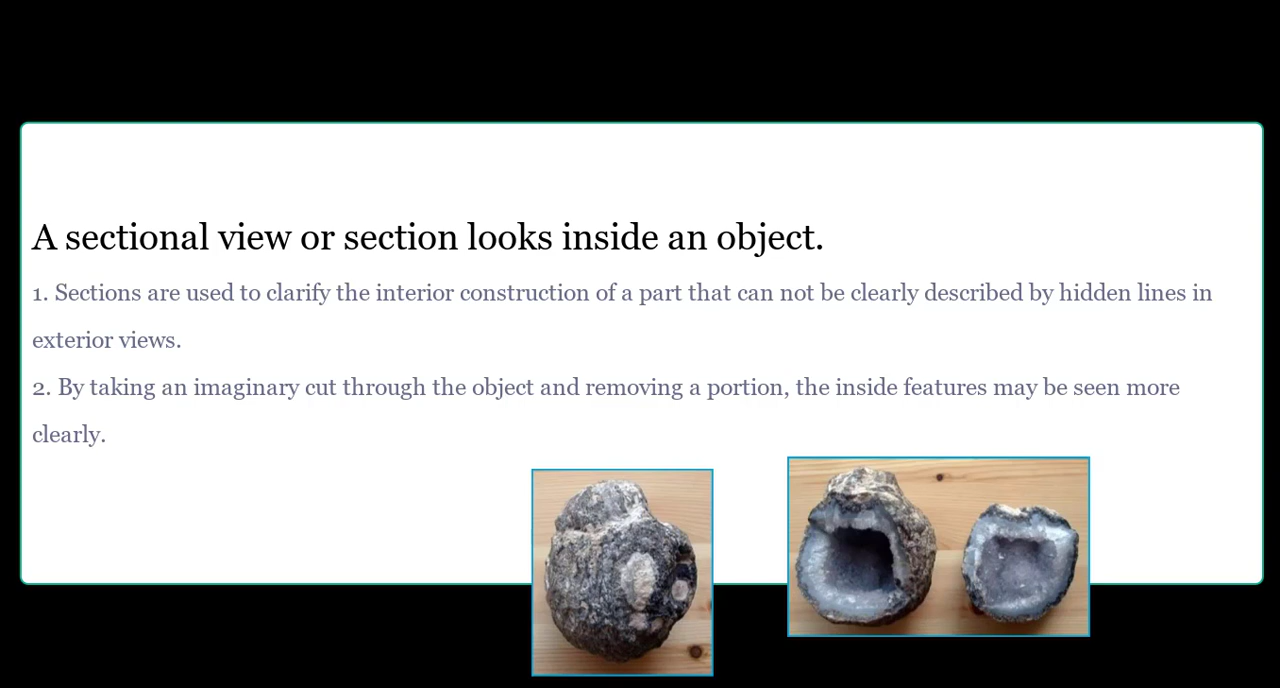 A sectional view or section looks inside an object.
1. Sections are used to clarify the interior construction of a part that can not be clearly described by hidden lines in
exterior views.
2. By taking an imaginary cut through the object and removing a portion, the inside features may be seen more
clearly.